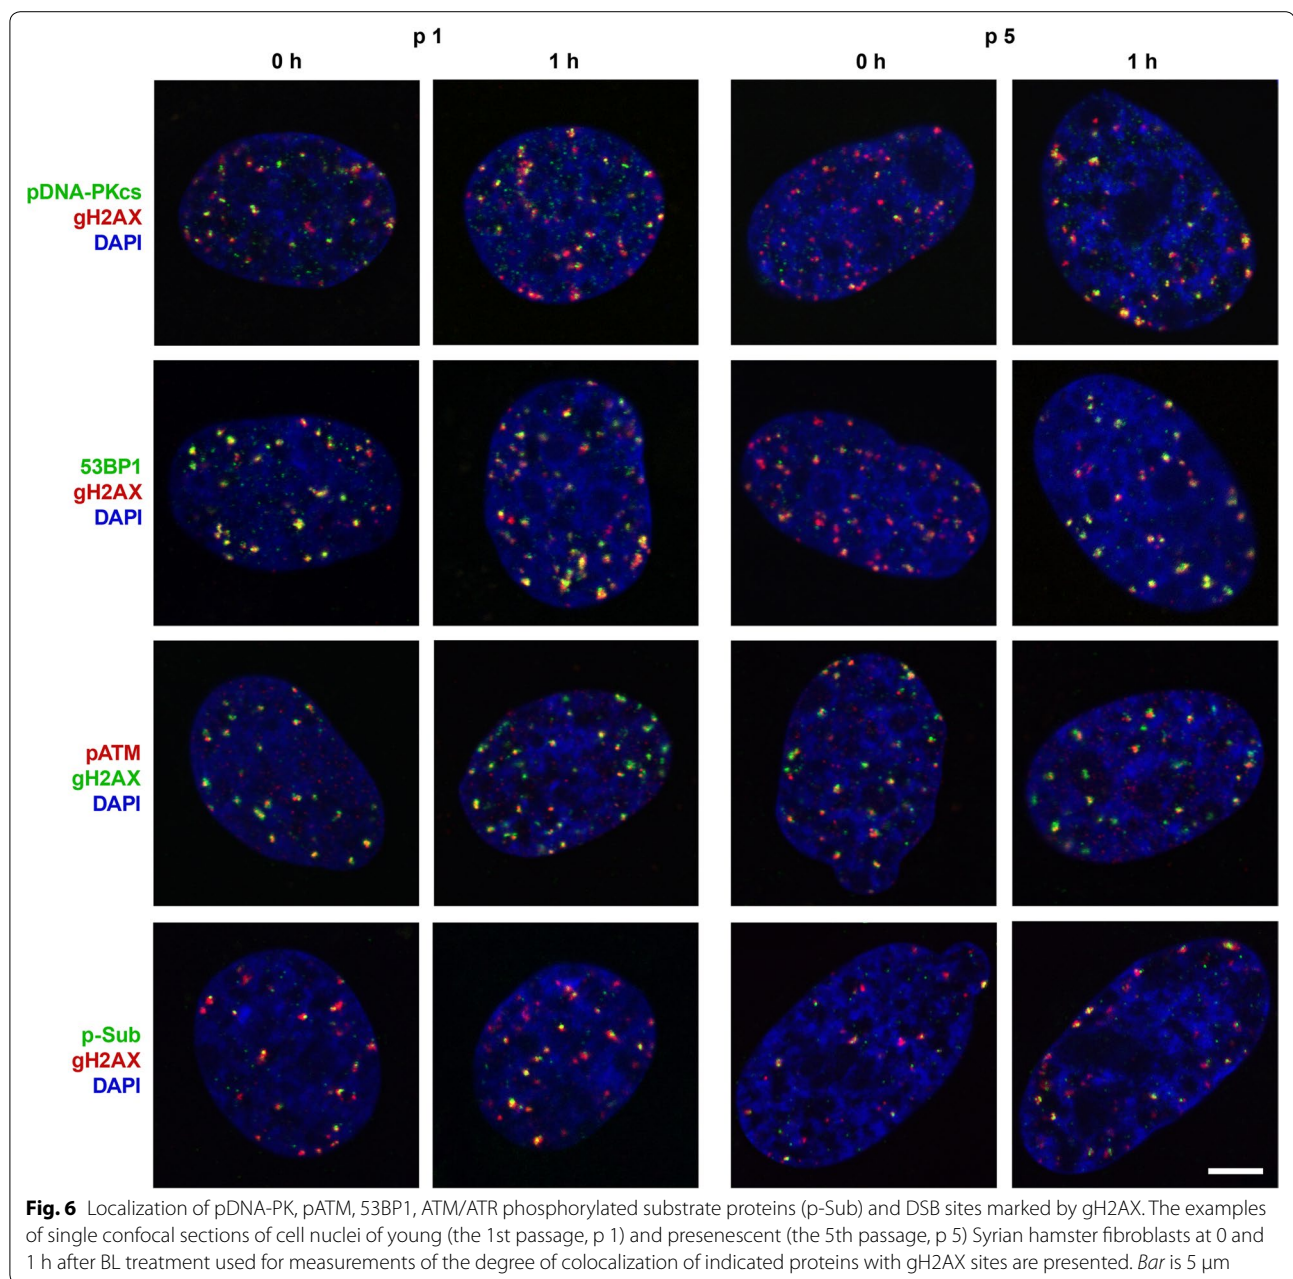 p 1
p 5
0 h
1 h
0 h
1 h
pDNA-PKcs
gH2AX
DAPI
53BP1
gH2AX
DAPI
pATM
gH2AX
DAPI
p-Sub
gH2AX
DAPI
Fig. 6 Localization of pDNA-PK, pATM, 53BP1, ATM/ATR phosphorylated substrate proteins (p-Sub) and DSB sites marked by gH2AX. The examples
of single confocal sections of cell nuclei of young (the 1st passage, p 1) and presenescent (the 5th passage, p 5) Syrian hamster fibroblasts at 0 and
1 h after BL treatment used for measurements of the degree of colocalization of indicated proteins with gH2AX sites are presented. Bar is 5 μm